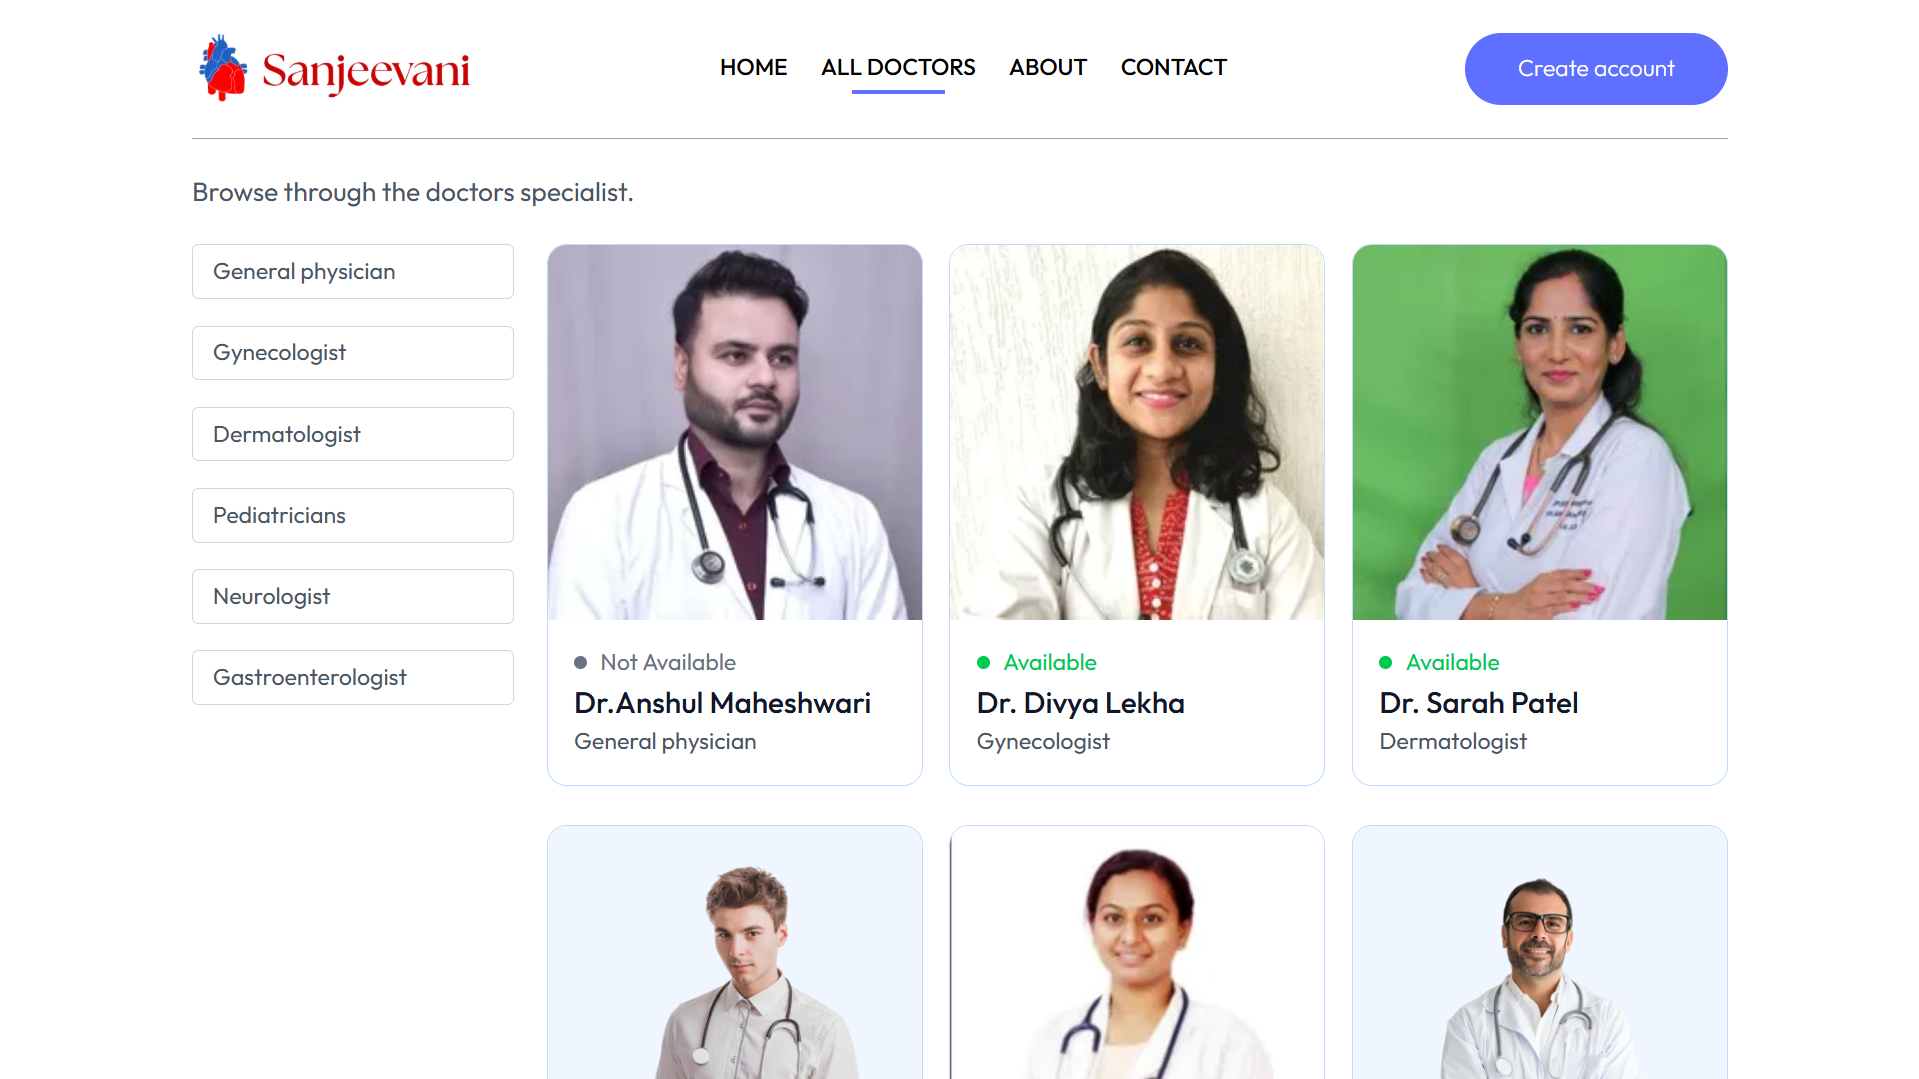 Sanjeevani
HOME ALL DOCTORS ABOUT CONTACT
Create account
Browse through the doctors specialist.
General physician
Gynecologist
Dermatologist
Pediatricians
Neurologist
Gastroenterologist
Not Available
Dr.Anshul Maheshwari
General physician
Available
Dr. Divya Lekha
Gynecologist
Available
Dr. Sarah Patel
Dermatologist